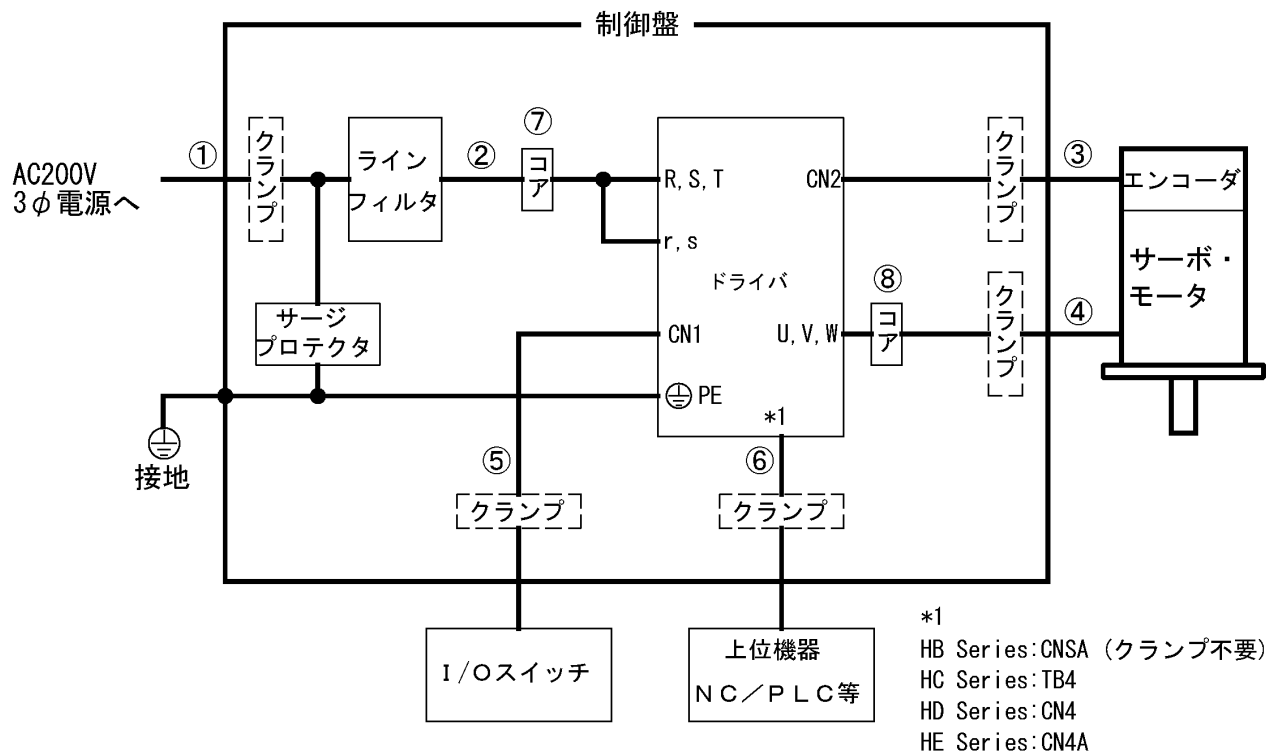 制御盤
AC200V
3φ電源へ
①
クランプ
ライン
フィルタ
②
⑦
コア
R,S,T
r,s
CN2
ドライバ
CN1
U,V,W
PE
*1
クランプ
③
エンコーダ
サーボ・
モータ
⑧
コア
クランプ
④
サージ
プロテクタ
接地
⑤
クランプ
⑥
クランプ
I/Oスイッチ
上位機器
NC/PLC等
*1
HB Series:CNSA (クランプ不要)
HC Series:TB4
HD Series:CN4
HE Series:CN4A